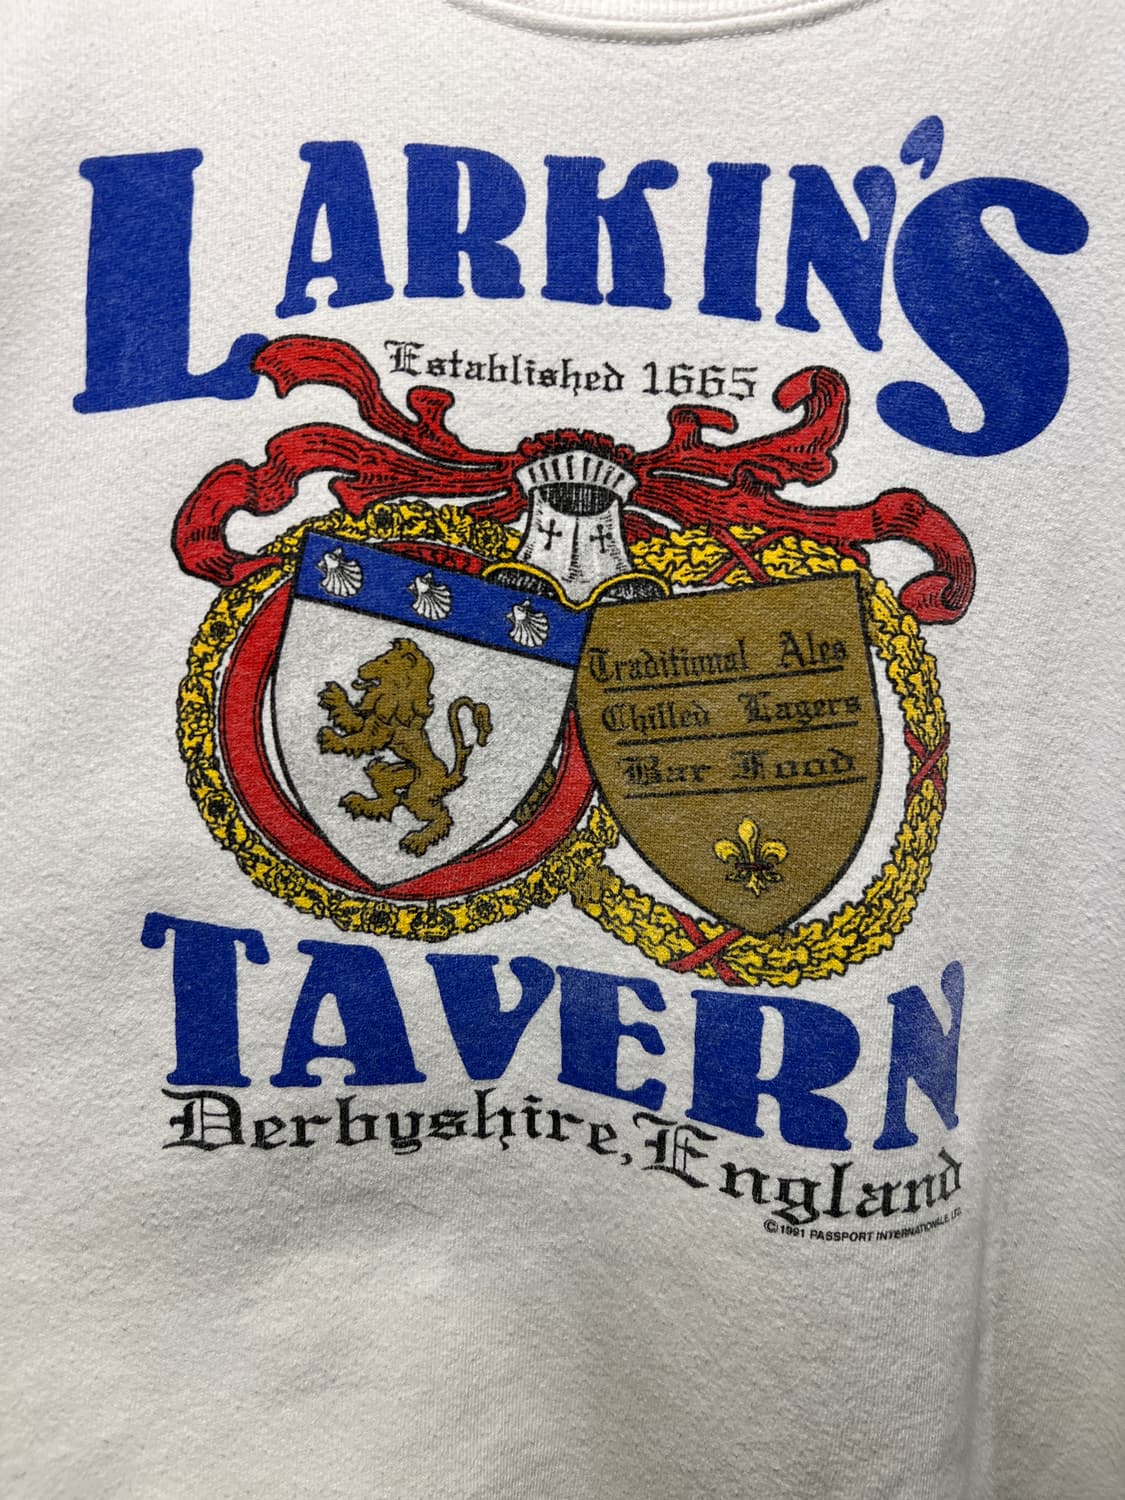 LARKIN'S
Established 1665
Traditional Ales
Chilled Lagers
Bar Food
TAVERN
Derbyshire, England
©1991 PASSPORT INTERNATIONALE, LTD.